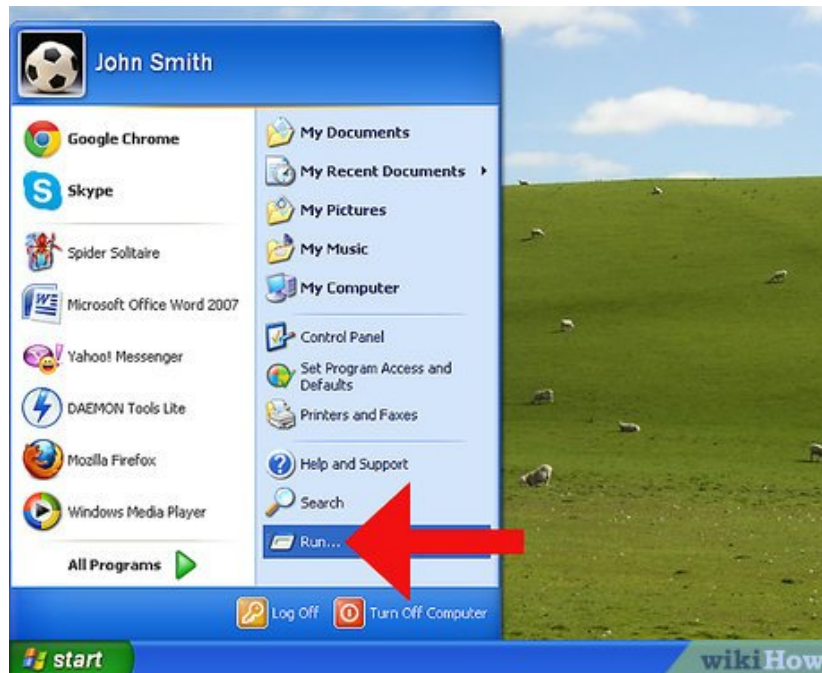 John Smith
Google Chrome
Skype
Spider Solitaire
Microsoft Office Word 2007
Yahoo! Messenger
DAEMON Tools Lite
Mozilla Firefox
Windows Media Player
All Programs
My Documents
My Recent Documents
My Pictures
My Music
My Computer
Control Panel
Set Program Access and
Defaults
Printers and Faxes
Help and Support
Search
Run...
Log Off
Turn Off Computer
start
wikiHow